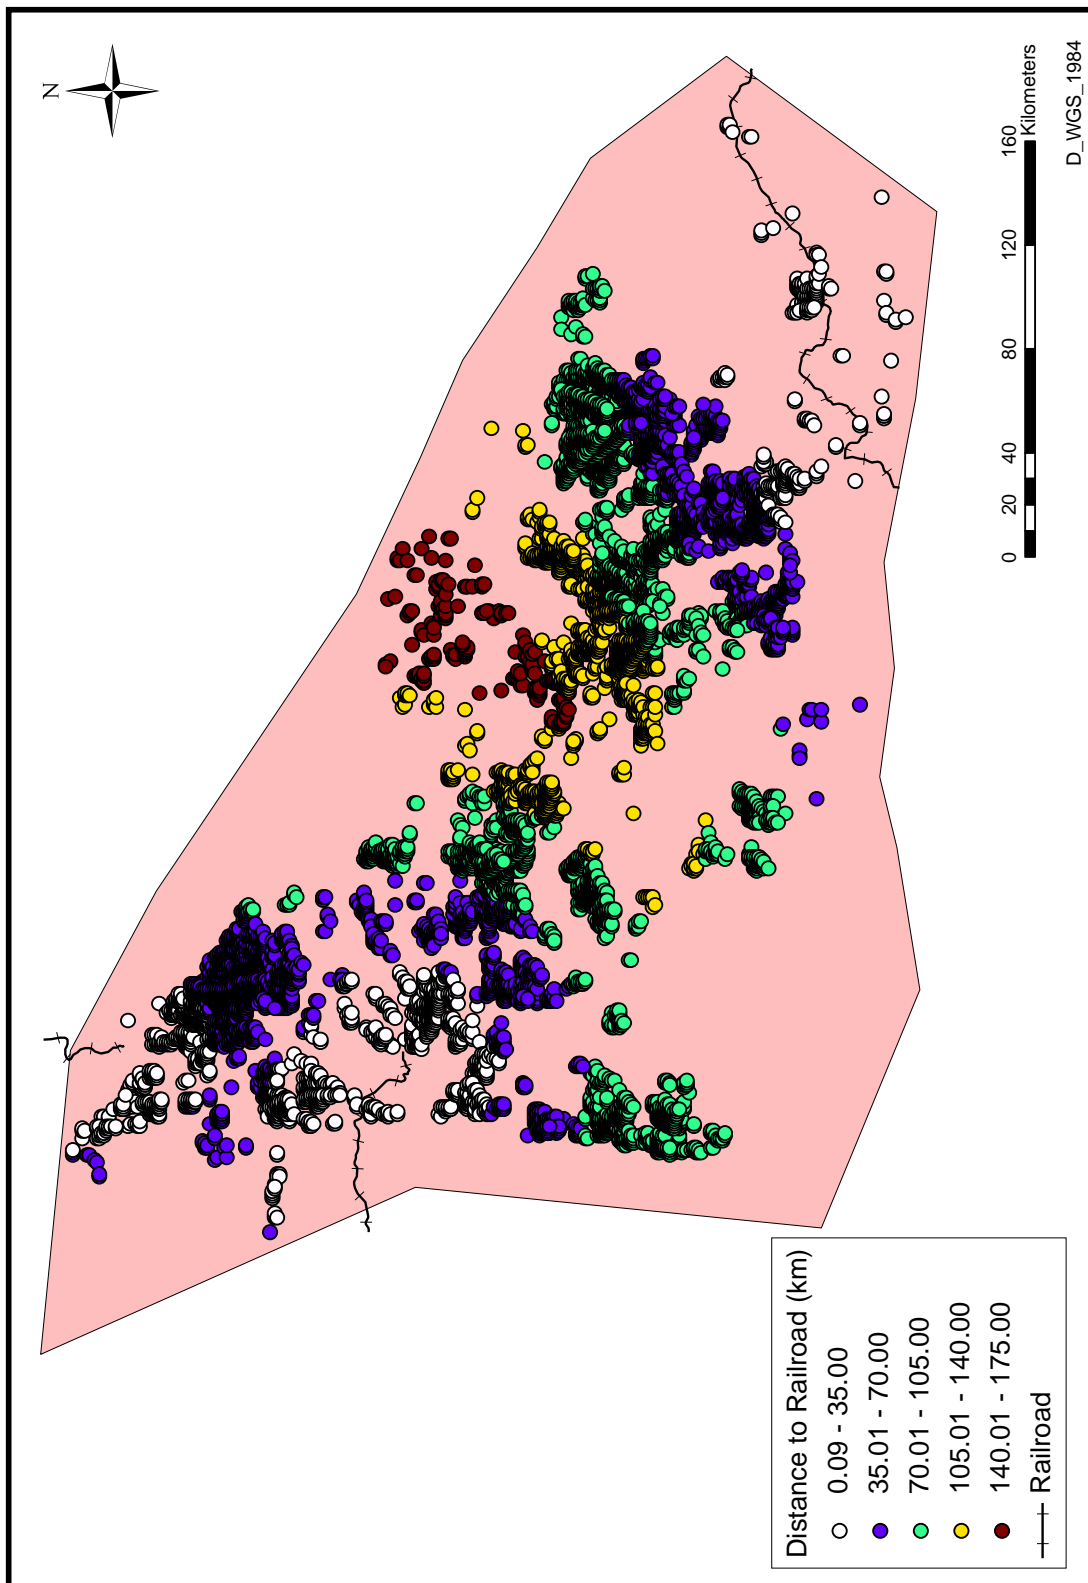 N
Distance to Railroad (km)
0.09 - 35.00
35.01 - 70.00
70.01 - 105.00
105.01 - 140.00
140.01 - 175.00
Railroad
0 20 40 80 120 160
Kilometers
D_WGS_1984